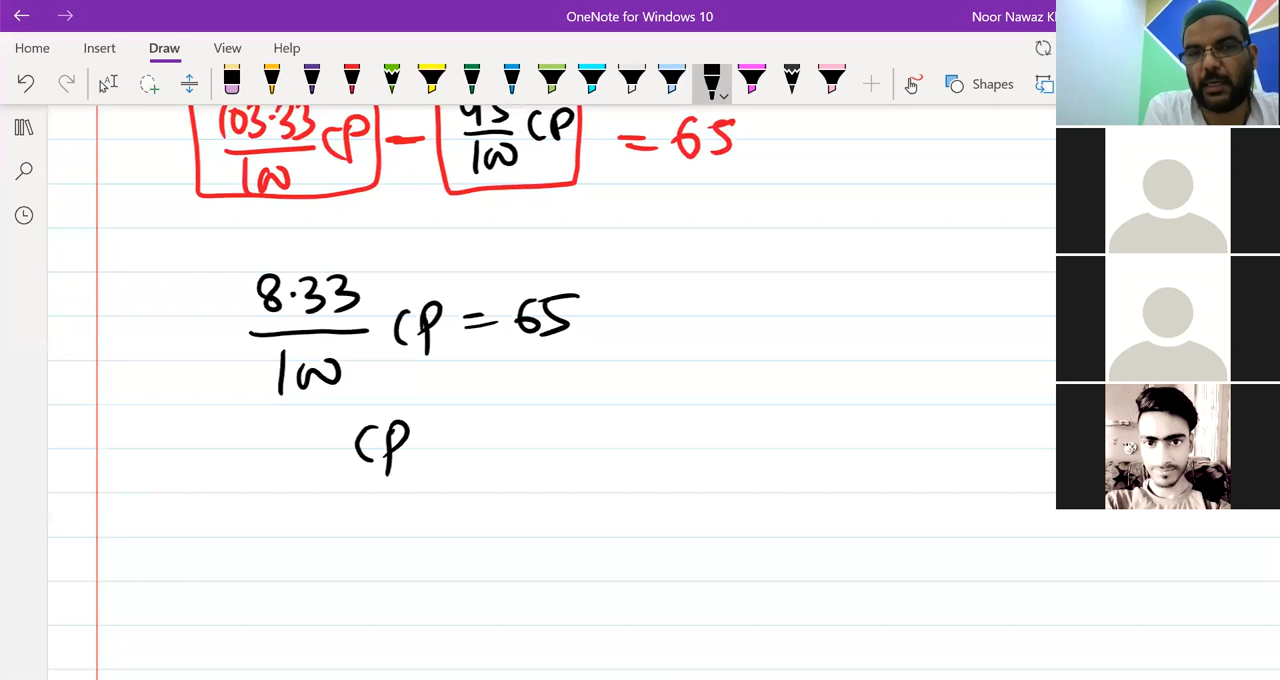 OneNote for Windows 10
Noor Nawaz
Home Insert Draw View Help
Shapes
103.33/100 CP - 95/100 CP = 65
8.33/100 CP = 65
CP